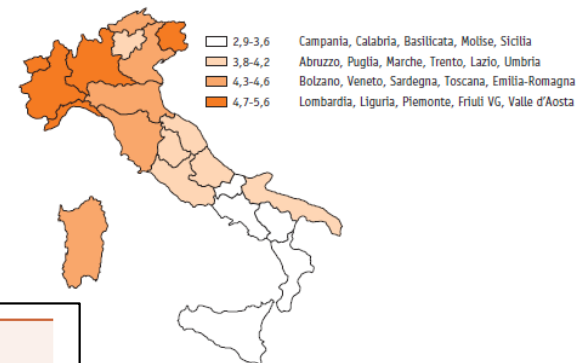 2,9-3,6 Campania, Calabria, Basilicata, Molise, Sicilia
3,8-4,2 Abruzzo, Puglia, Marche, Trento, Lazio, Umbria
4,3-4,6 Bolzano, Veneto, Sardegna, Toscana, Emilia-Romagna
4,7-5,6 Lombardia, Liguria, Piemonte, Friuli VG, Valle d'Aosta